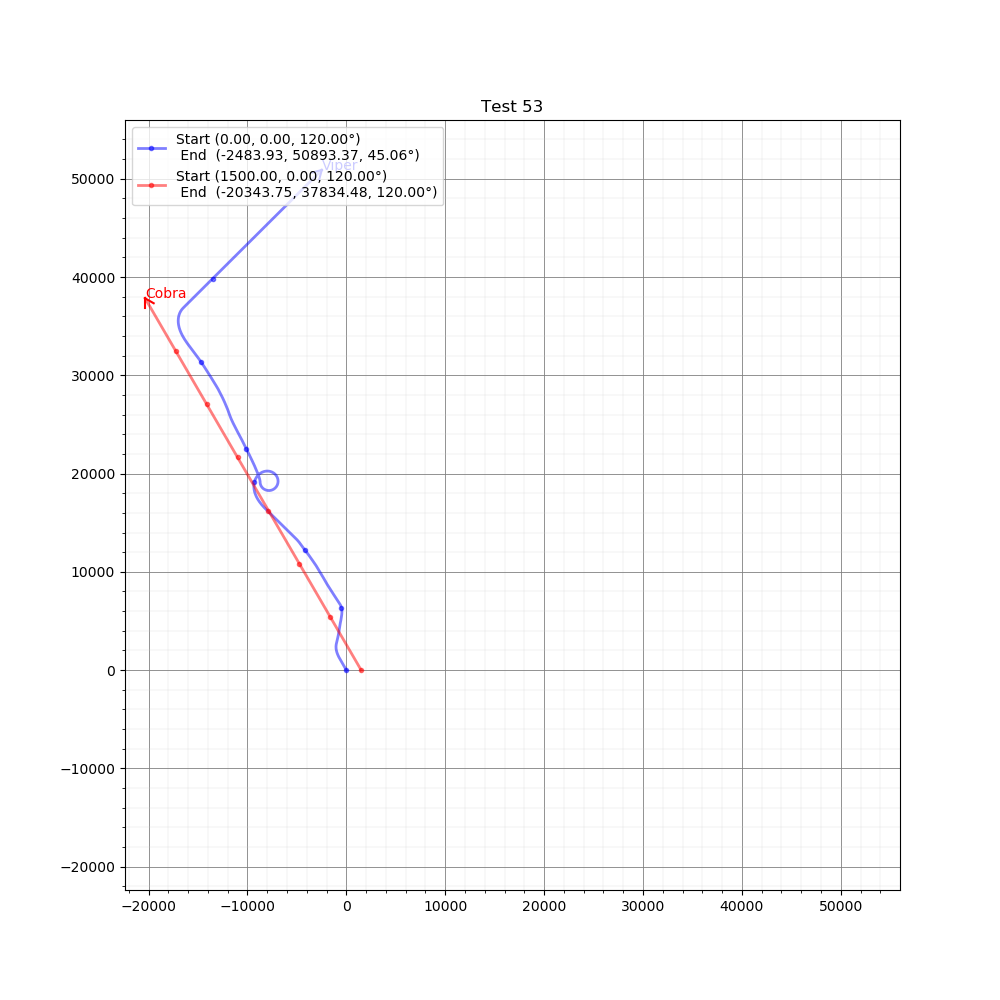 Test 53
Start (0.00, 0.00, 120.00°)
End (-2483.93, 50893.37, 45.06°)
Viper
Start (1500.00, 0.00, 120.00°)
End (-20343.75, 37834.48, 120.00°)
50000
40000
Cobra
30000
20000
10000
0
−10000
−20000
−20000 −10000 0 10000 20000 30000 40000 50000